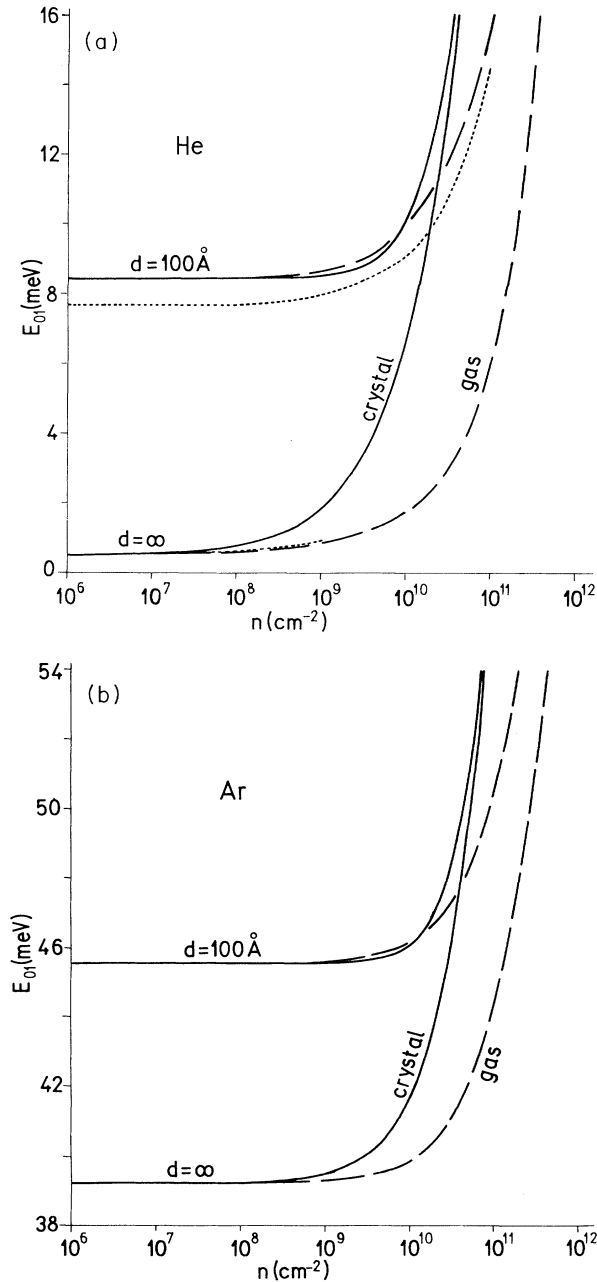 (a)
He
16
12
8
4
0
E01(meV)
d=100Å
d=∞
crystal
gas
10^6 10^7 10^8 10^9 10^10 10^11 10^12
n(cm^-2)
(b)
Ar
54
50
46
42
38
E01(meV)
d=100Å
d=∞
crystal
gas
10^6 10^7 10^8 10^9 10^10 10^11 10^12
n(cm^-2)